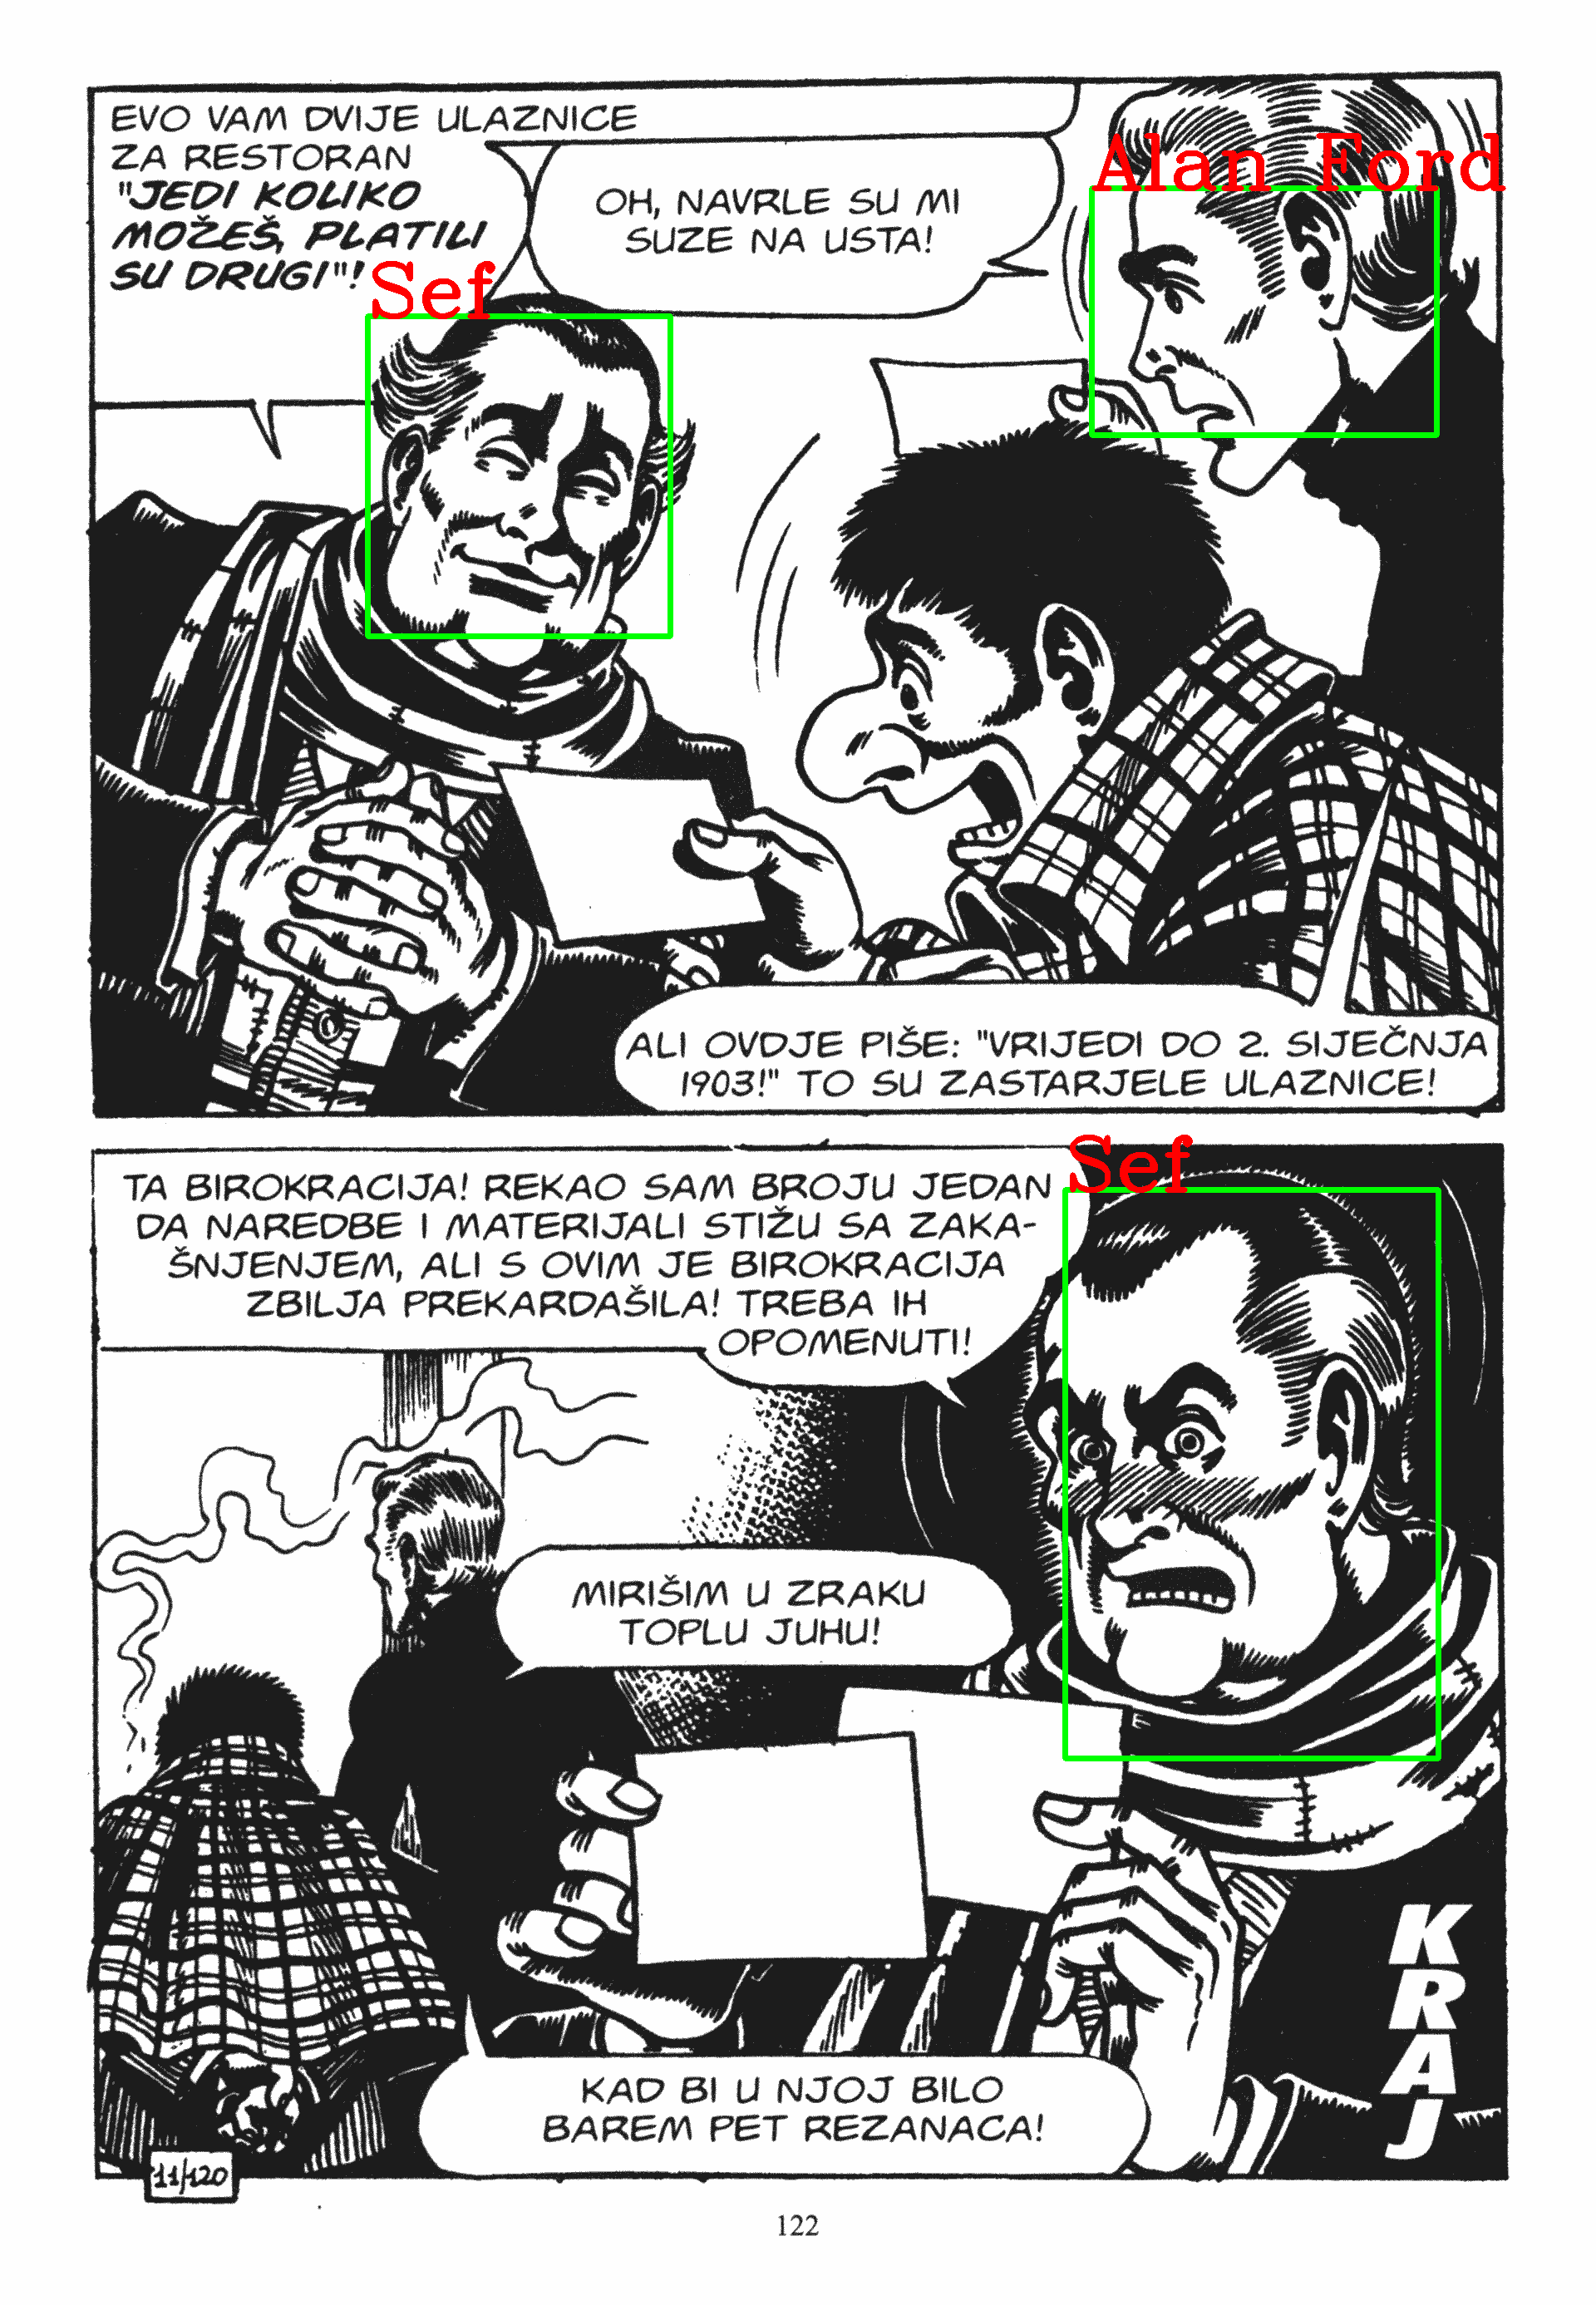 EVO VAM DVIJE ULAZNICE
ZA RESTORAN
"JEDI KOLIKO
MOŽEŠ, PLATILI
SU DRUGI"!
OH, NAVRLE SU MI
SUZE NA USTA!
Alan Ford
Sef
ALI OVDJE PIŠE: "VRIJEDI DO 2. SIJEČNJA
1903!" TO SU ZASTARJELE ULAZNICE!
TA BIROKRACIJA! REKAO SAM BROJU JEDAN
DA NAREDBE I MATERIJALI STIŽU SA ZAKA-
ŠNJENJEM, ALI S OVIM JE BIROKRACIJA
ZBILJA PREKARDAŠILA! TREBA IH
OPOMENUTI!
Sef
MIRIŠIM U ZRAKU
TOPLU JUHU!
KAD BI U NJOJ BILO
BAREM PET REZANACA!
KRAJ
11/120
122